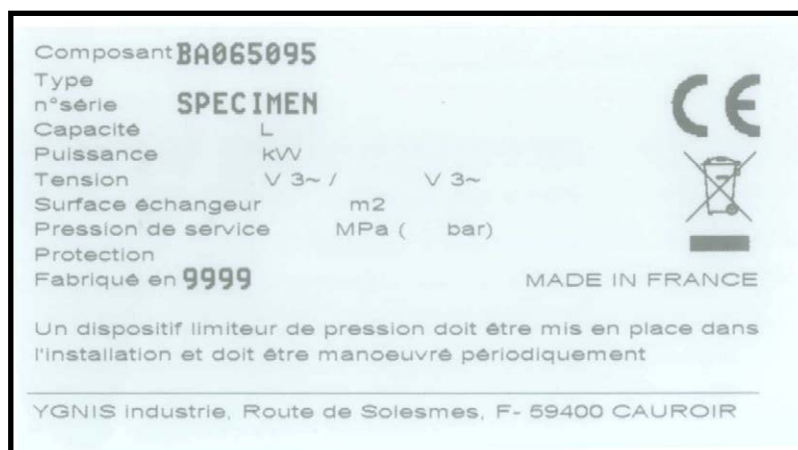 Composant BA065095
Type
n°série SPECIMEN
Capacité L
Puissance kW
Tension V 3~ / V 3~
Surface échangeur m2
Pression de service MPa ( bar)
Protection
Fabriqué en 9999
CE
MADE IN FRANCE
Un dispositif limiteur de pression doit être mis en place dans
l'installation et doit être manoeuvré périodiquement
YGNIS industrie, Route de Solesmes, F- 59400 CAUROIR